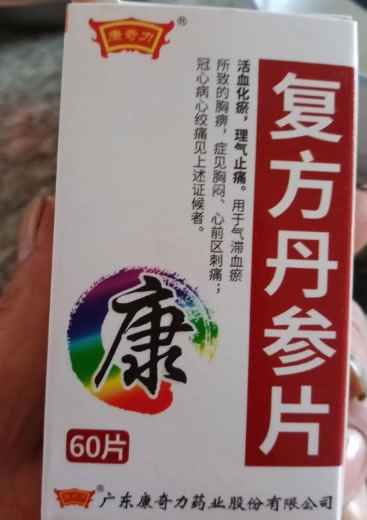 康奇力®
复方丹参片
活血化瘀，理气止痛。用于气滞血瘀
所致的胸痹，症见胸闷、心前区刺痛；
冠心病心绞痛见上述证候者。
康
60片
康奇力®广东康奇力药业股份有限公司